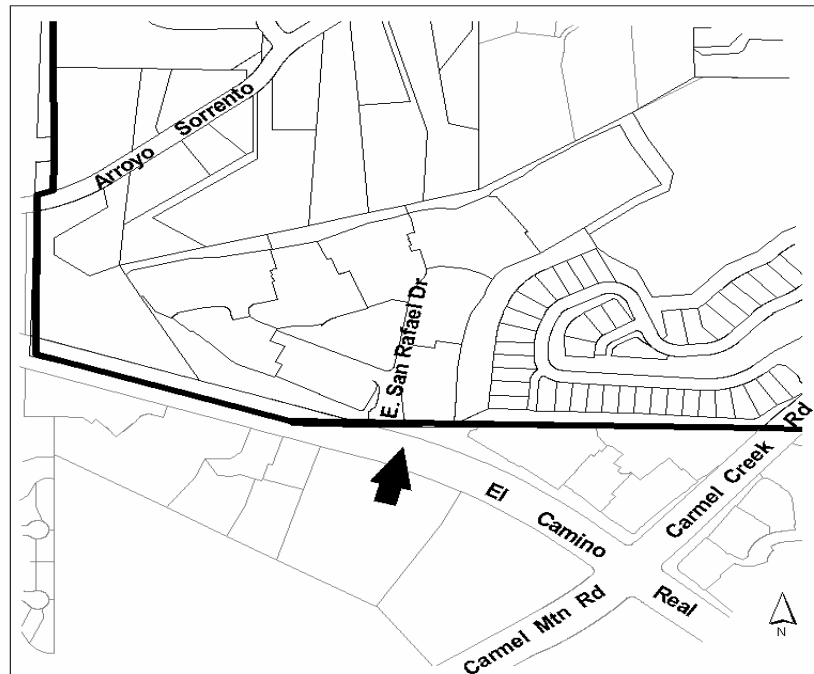 Arroyo Sorrento
E. San Rafael Dr
El Camino Real
Carmel Creek Rd
Carmel Mtn Rd
N